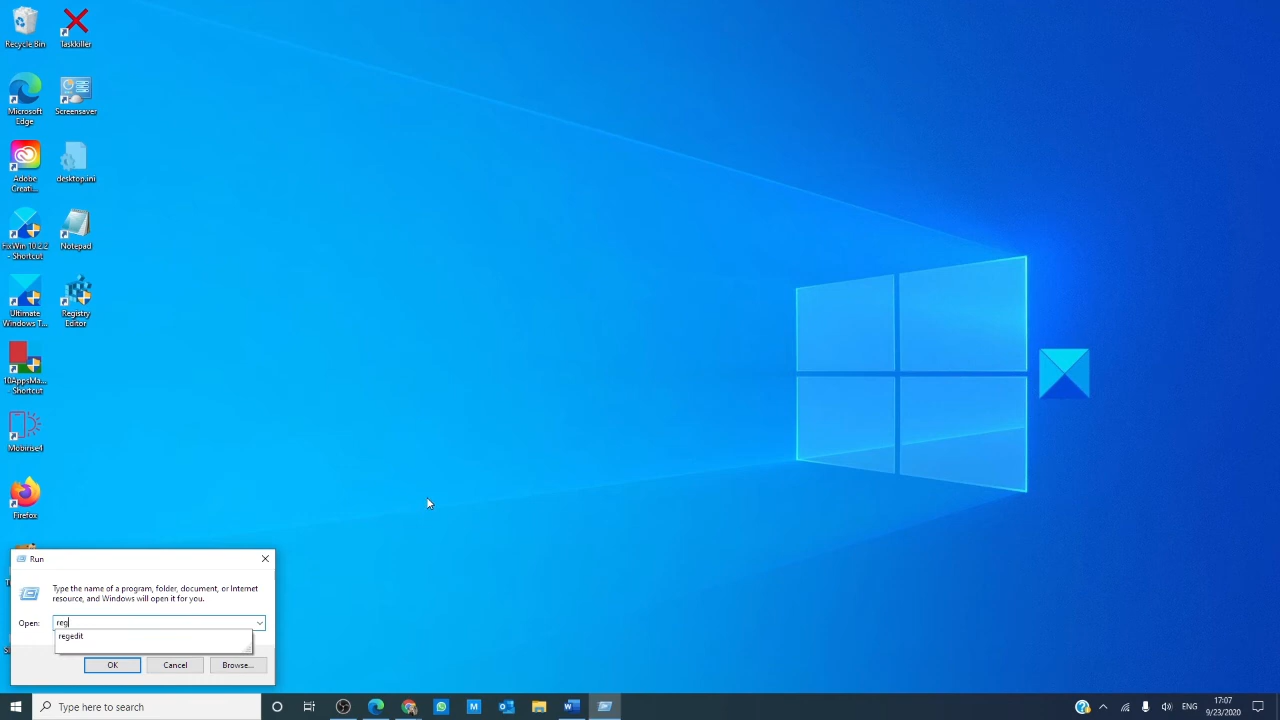 Recycle Bin
Taskkiller
Microsoft
Edge
Screensaver
Adobe
Creati...
desktop.ini
FixWin 10.2.2
- Shortcut
Notepad
Ultimate
Windows T...
Registry
Editor
10AppsMa...
- Shortcut
Mobirise4
Firefox
Run
Type the name of a program, folder, document, or Internet
resource, and Windows will open it for you.
Open:
reg
regedit
OK
Cancel
Browse...
Type here to search
ENG
17:07
9/23/2020